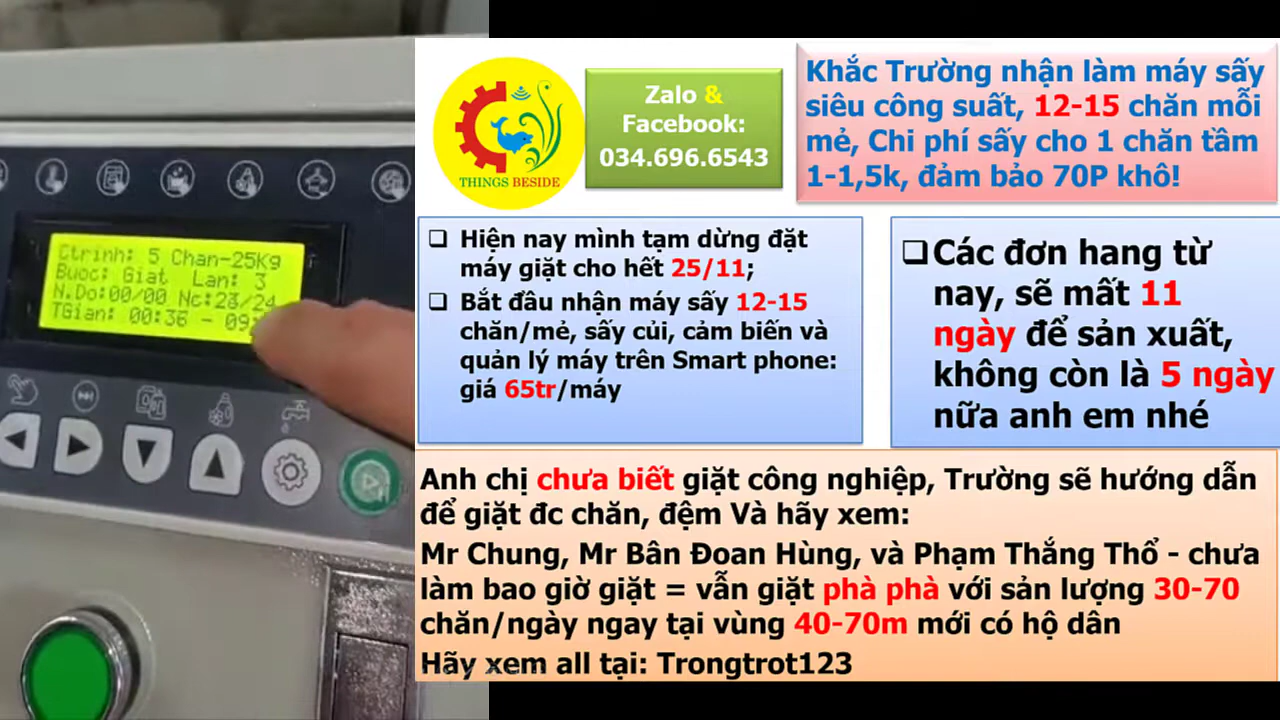 Ctrinh: 5 Chan-25Kg
Buoc: Giat Lan: 3
N.Do:00/00 Nc:23/24
TGian: 00:36 - 09:
THINGS BESIDE
Zalo &
Facebook:
034.696.6543
Khắc Trường nhận làm máy sấy
siêu công suất, 12-15 chăn mỗi
mẻ, Chi phí sấy cho 1 chăn tầm
1-1,5k, đảm bảo 70P khô!
❑ Hiện nay mình tạm dừng đặt
máy giặt cho hết 25/11;
❑ Bắt đầu nhận máy sấy 12-15
chăn/mẻ, sấy củi, cảm biến và
quản lý máy trên Smart phone:
giá 65tr/máy
❑Các đơn hang từ
nay, sẽ mất 11
ngày để sản xuất,
không còn là 5 ngày
nữa anh em nhé
Anh chị chưa biết giặt công nghiệp, Trường sẽ hướng dẫn
để giặt đc chăn, đệm Và hãy xem:
Mr Chung, Mr Bân Đoan Hùng, và Phạm Thắng Thổ - chưa
làm bao giờ giặt = vẫn giặt phà phà với sản lượng 30-70
chăn/ngày ngay tại vùng 40-70m mới có hộ dân
Hãy xem all tại: Trongtrot123